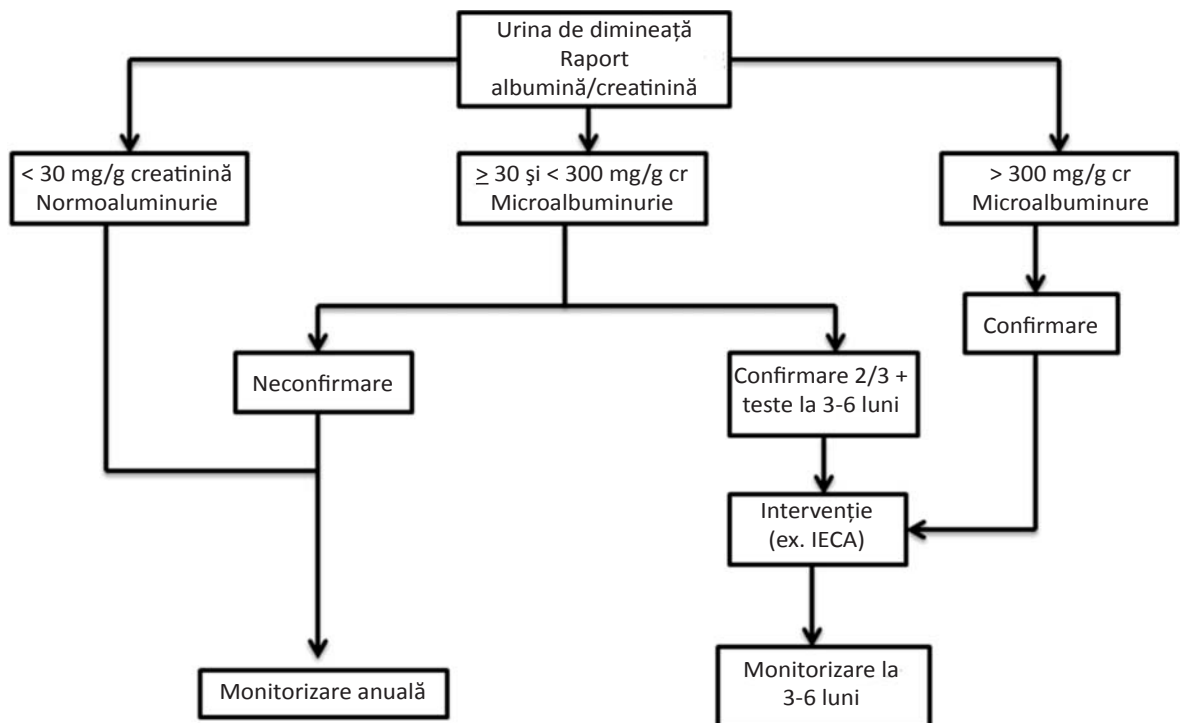 Urina de dimineață
Raport
albumină/creatinină
< 30 mg/g creatinină
Normoaluminurie
≥ 30 şi < 300 mg/g cr
Microalbuminurie
> 300 mg/g cr
Microalbuminure
Confirmare
Neconfirmare
Confirmare 2/3 +
teste la 3-6 luni
Intervenție
(ex. IECA)
Monitorizare anuală
Monitorizare la
3-6 luni